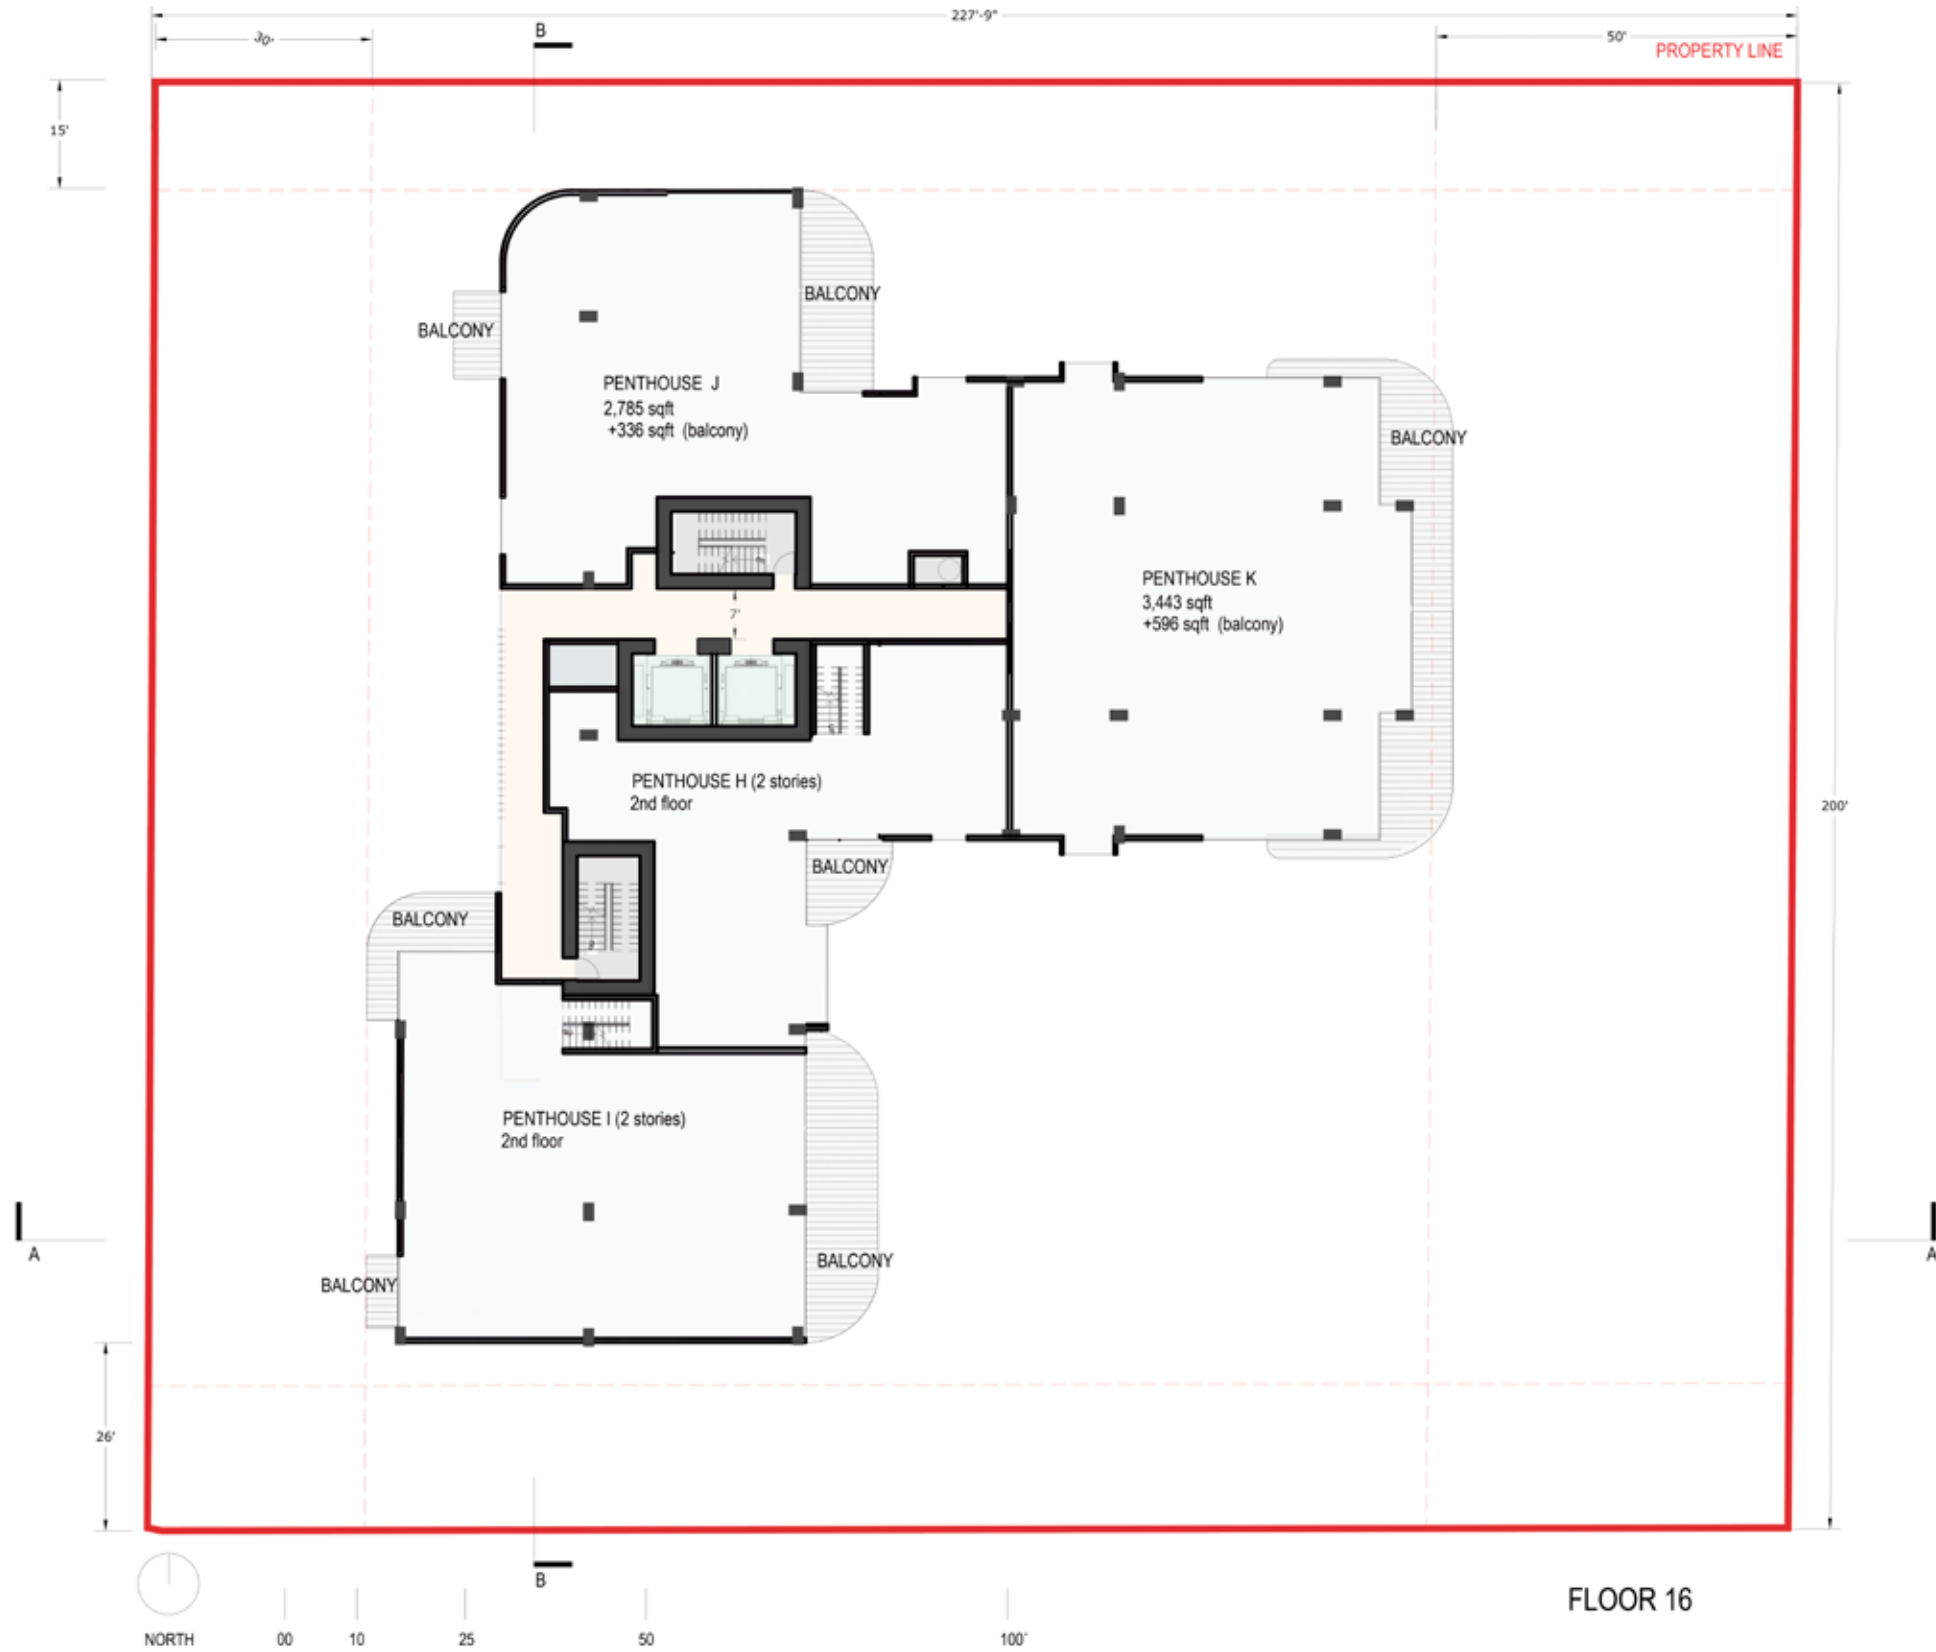 227'-9"
30'
B
50'
PROPERTY LINE
15'
BALCONY
BALCONY
PENTHOUSE J
2,785 sqft
+336 sqft (balcony)
BALCONY
PENTHOUSE K
3,443 sqft
+596 sqft (balcony)
7'
PENTHOUSE H (2 stories)
2nd floor
200'
BALCONY
BALCONY
PENTHOUSE I (2 stories)
2nd floor
A
A
BALCONY
BALCONY
26'
B
FLOOR 16
NORTH 00 10 25 50 100'